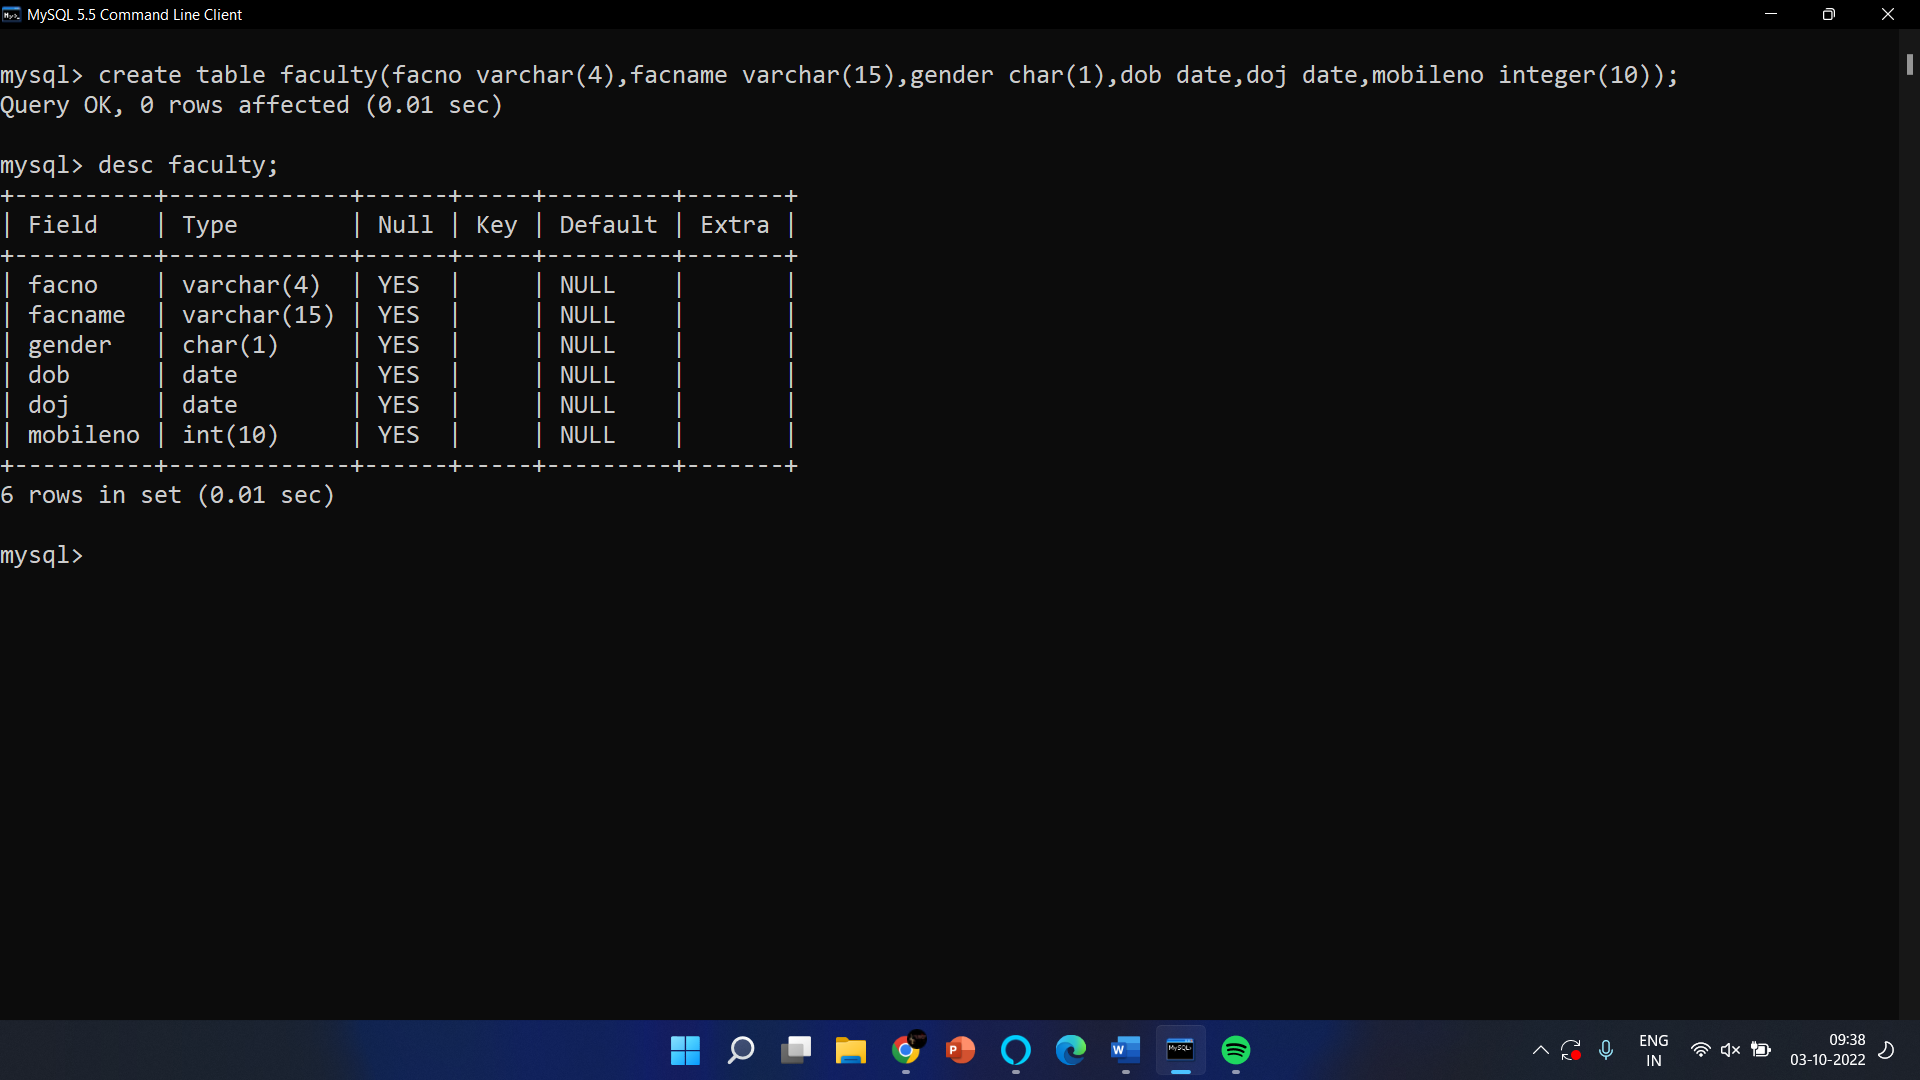 MySQL 5.5 Command Line Client
mysql> create table faculty(facno varchar(4),facname varchar(15),gender char(1),dob date,doj date,mobileno integer(10));
Query OK, 0 rows affected (0.01 sec)
mysql> desc faculty;
+----------+-------------+------+-----+---------+-------+
| Field    | Type        | Null | Key | Default | Extra |
+----------+-------------+------+-----+---------+-------+
| facno    | varchar(4)  | YES  |     | NULL    |       |
| facname  | varchar(15) | YES  |     | NULL    |       |
| gender   | char(1)     | YES  |     | NULL    |       |
| dob      | date        | YES  |     | NULL    |       |
| doj      | date        | YES  |     | NULL    |       |
| mobileno | int(10)     | YES  |     | NULL    |       |
+----------+-------------+------+-----+---------+-------+
6 rows in set (0.01 sec)
mysql>
ENG
IN
09:38
03-10-2022